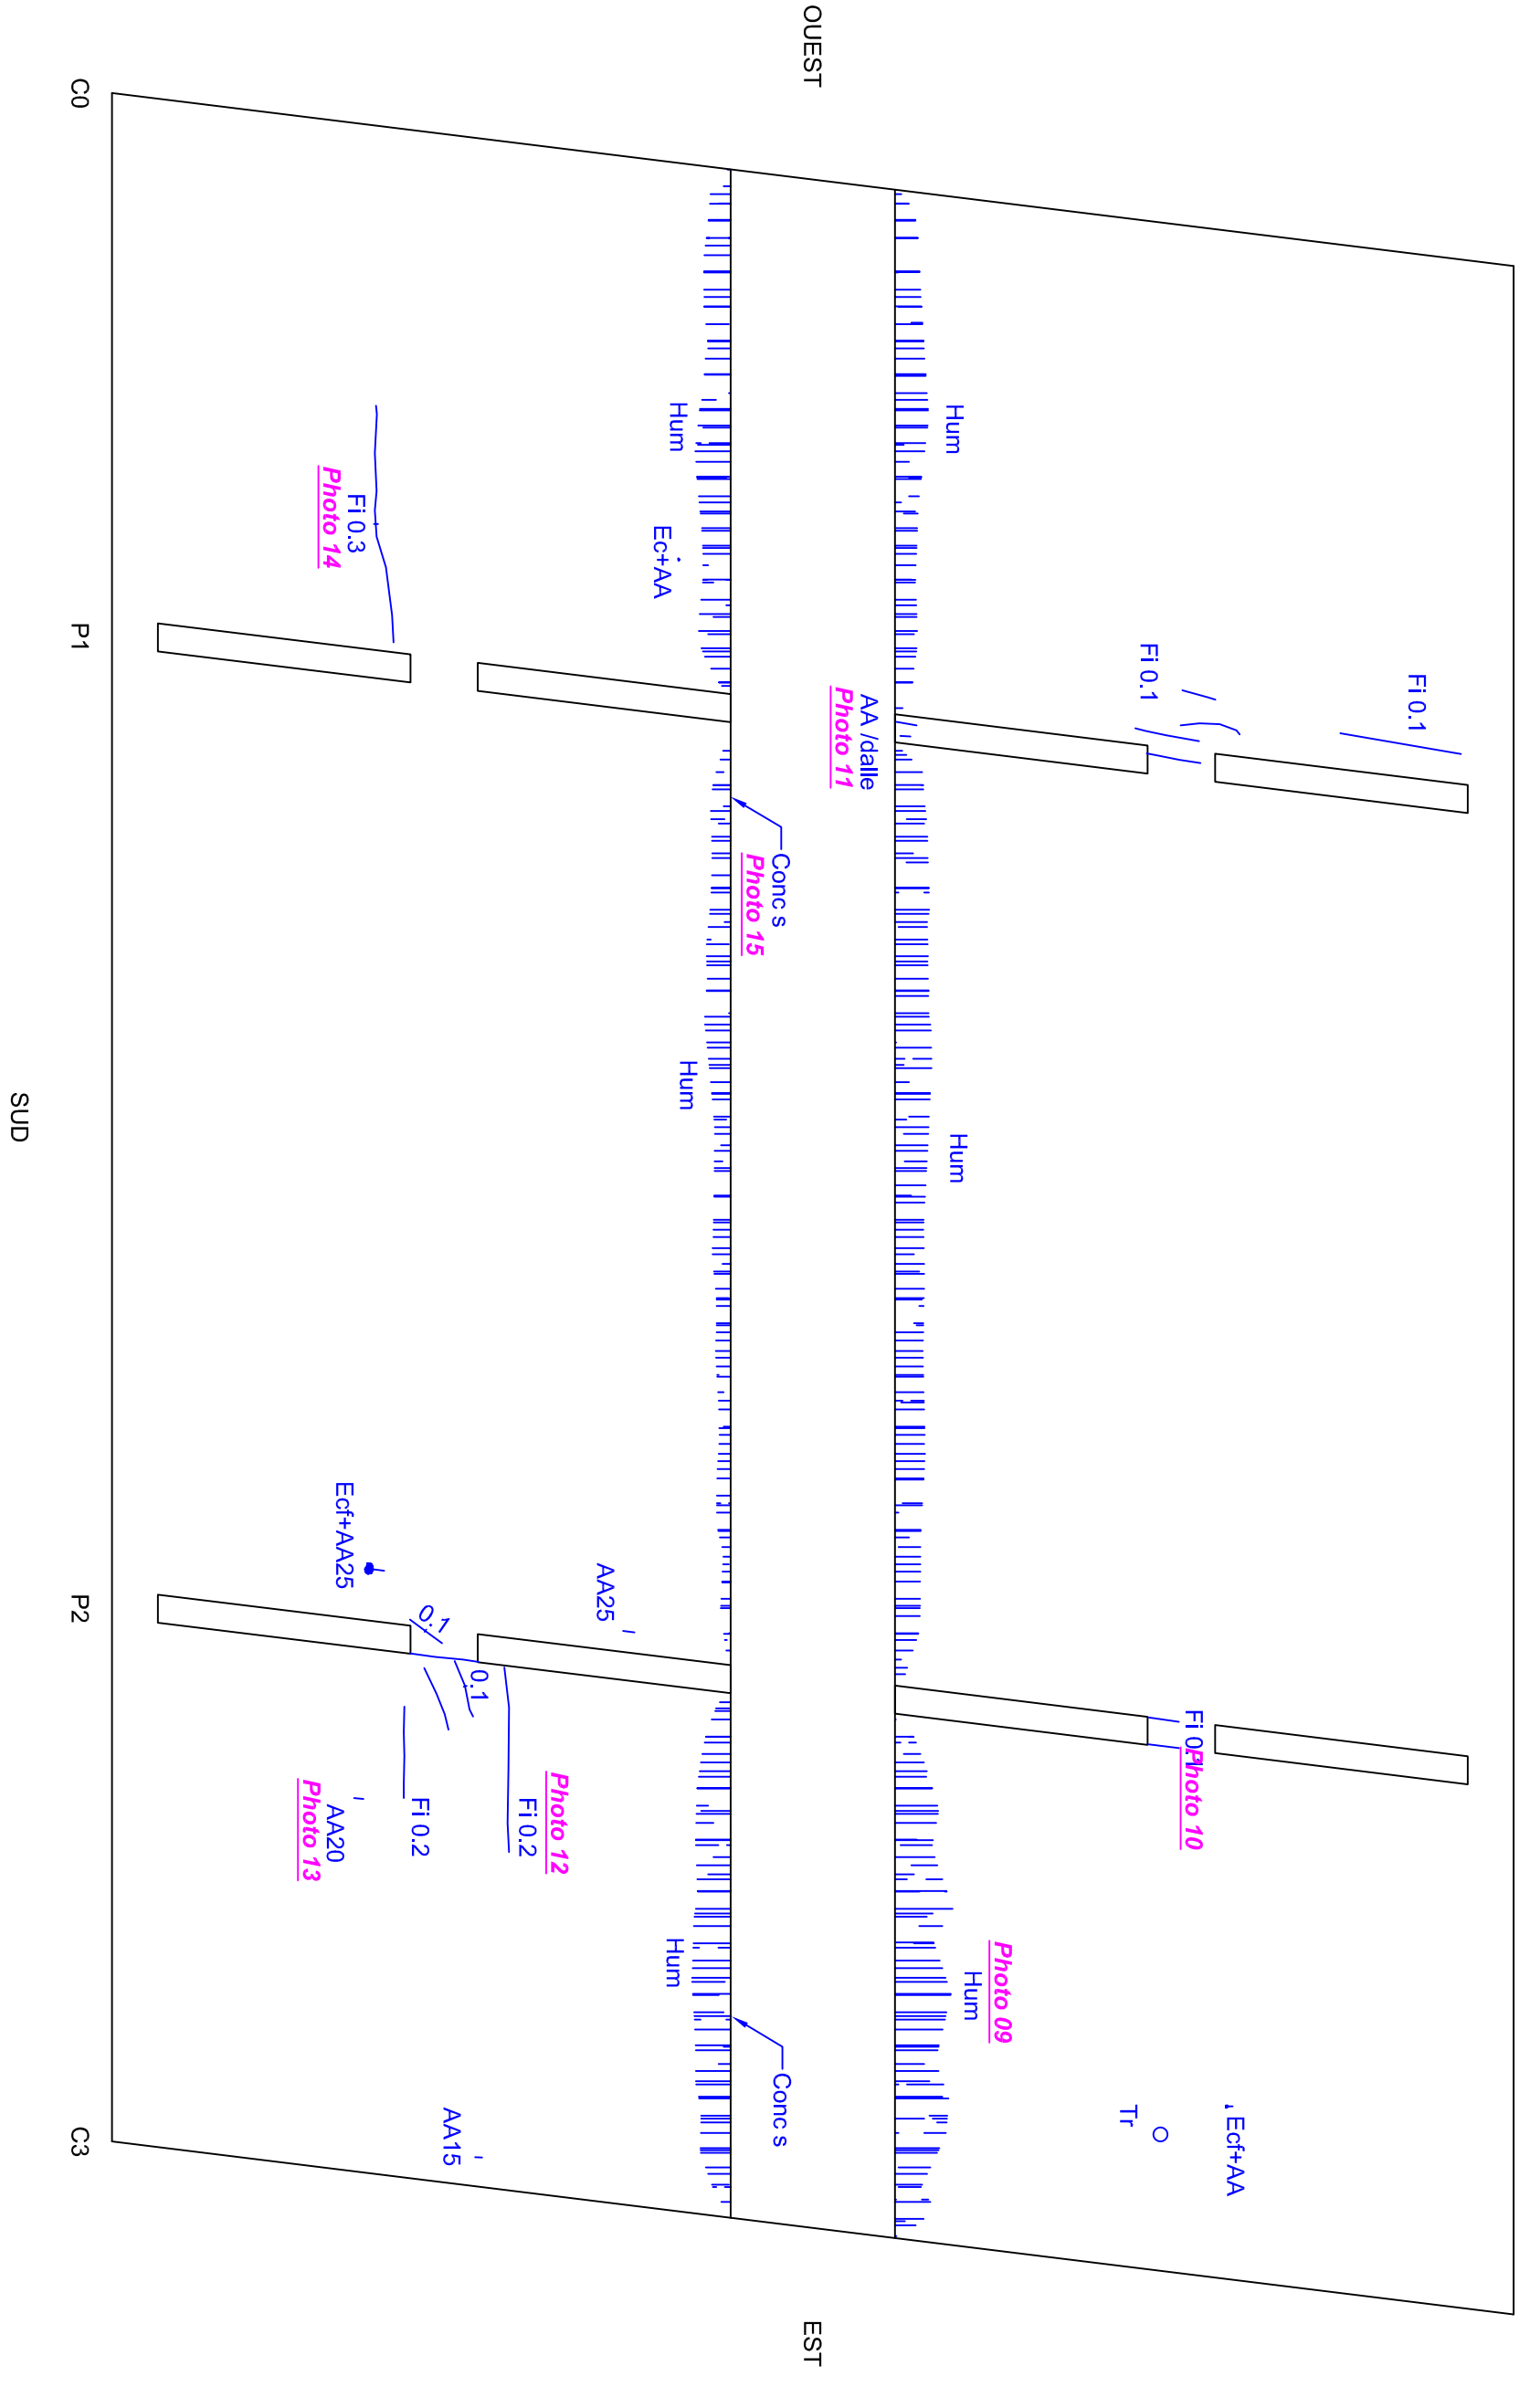 OUEST
C0
P1
SUD
P2
C3
EST
Hum
Hum
Fi 0.3
Photo 14
Ec+AA
Fi 0.1
Fi 0.1
AA /dalle
Photo 11
Conc s
Photo 15
Hum
Hum
Ecf+AA25
AA25
0.1
0.1
Fi 0.1
Photo 10
Photo 12
Fi 0.2
Fi 0.2
AA20
Photo 13
Hum
Photo 09
Hum
Conc s
AA15
Tr
Ecf+AA